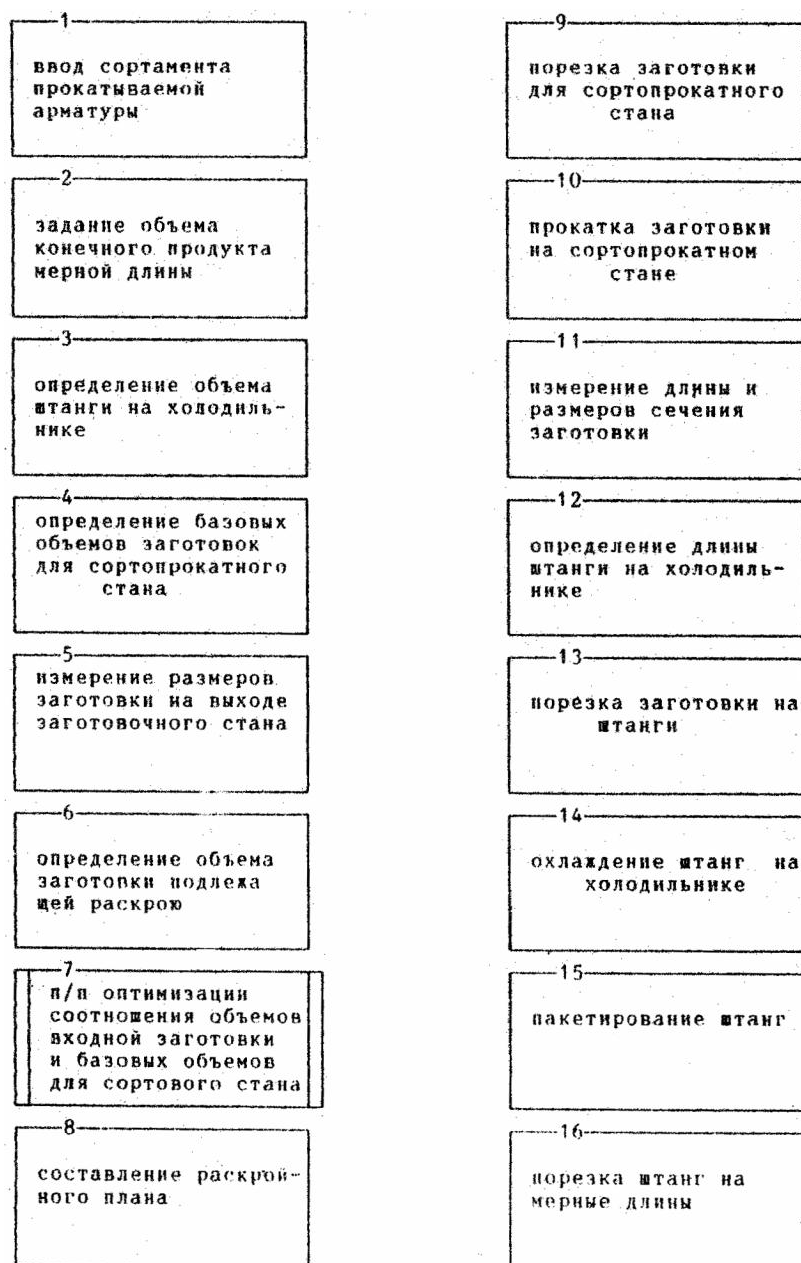 1
ввод сортамента
прокатываемой
арматуры
2
задание объема
конечного продукта
мерной длины
3
определение объема
штанги на холодиль-
нике
4
определение базовых
объемов заготовок
для сортопрокатного
стана
5
измерение размеров
заготовки на выходе
заготовочного стана
6
определение объема
заготовки подлежа
щей раскрою
7
п/п оптимизации
соотношения объемов
входной заготовки
и базовых объемов
для сортового стана
8
составление раскрой-
ного плана
9
порезка заготовки
для сортопрокатного
стана
10
прокатка заготовки
на сортопрокатном
стане
11
измерение длины и
размеров сечения
заготовки
12
определение длины
штанги на холодиль-
нике
13
порезка заготовки на
штанги
14
охлаждение штанг на
холодильнике
15
пакетирование штанг
16
порезка штанг на
мерные длины